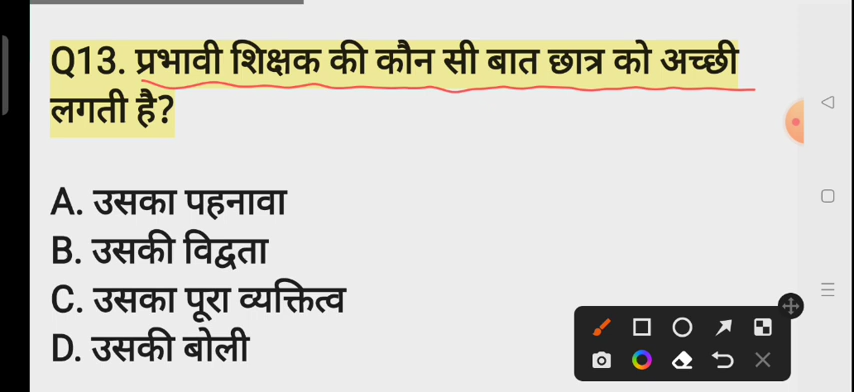 Q13. प्रभावी शिक्षक की कौन सी बात छात्र को अच्छी
लगती है?
A. उसका पहनावा
B. उसकी विद्वता
C. उसका पूरा व्यक्तित्व
D. उसकी बोली